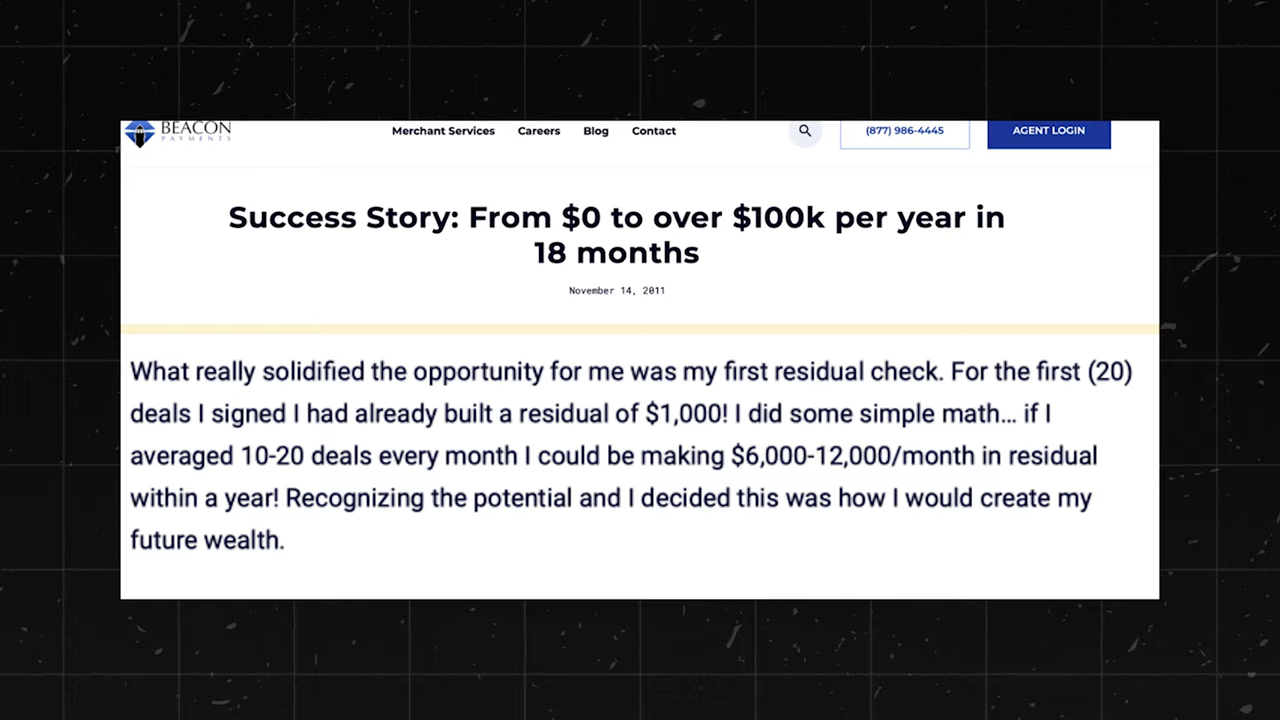 BEACON
PAYMENTS
Merchant Services Careers Blog Contact (877) 986-4445 AGENT LOGIN
Success Story: From $0 to over $100k per year in
18 months
November 14, 2011
What really solidified the opportunity for me was my first residual check. For the first (20)
deals I signed I had already built a residual of $1,000! I did some simple math... if I
averaged 10-20 deals every month I could be making $6,000-12,000/month in residual
within a year! Recognizing the potential and I decided this was how I would create my
future wealth.